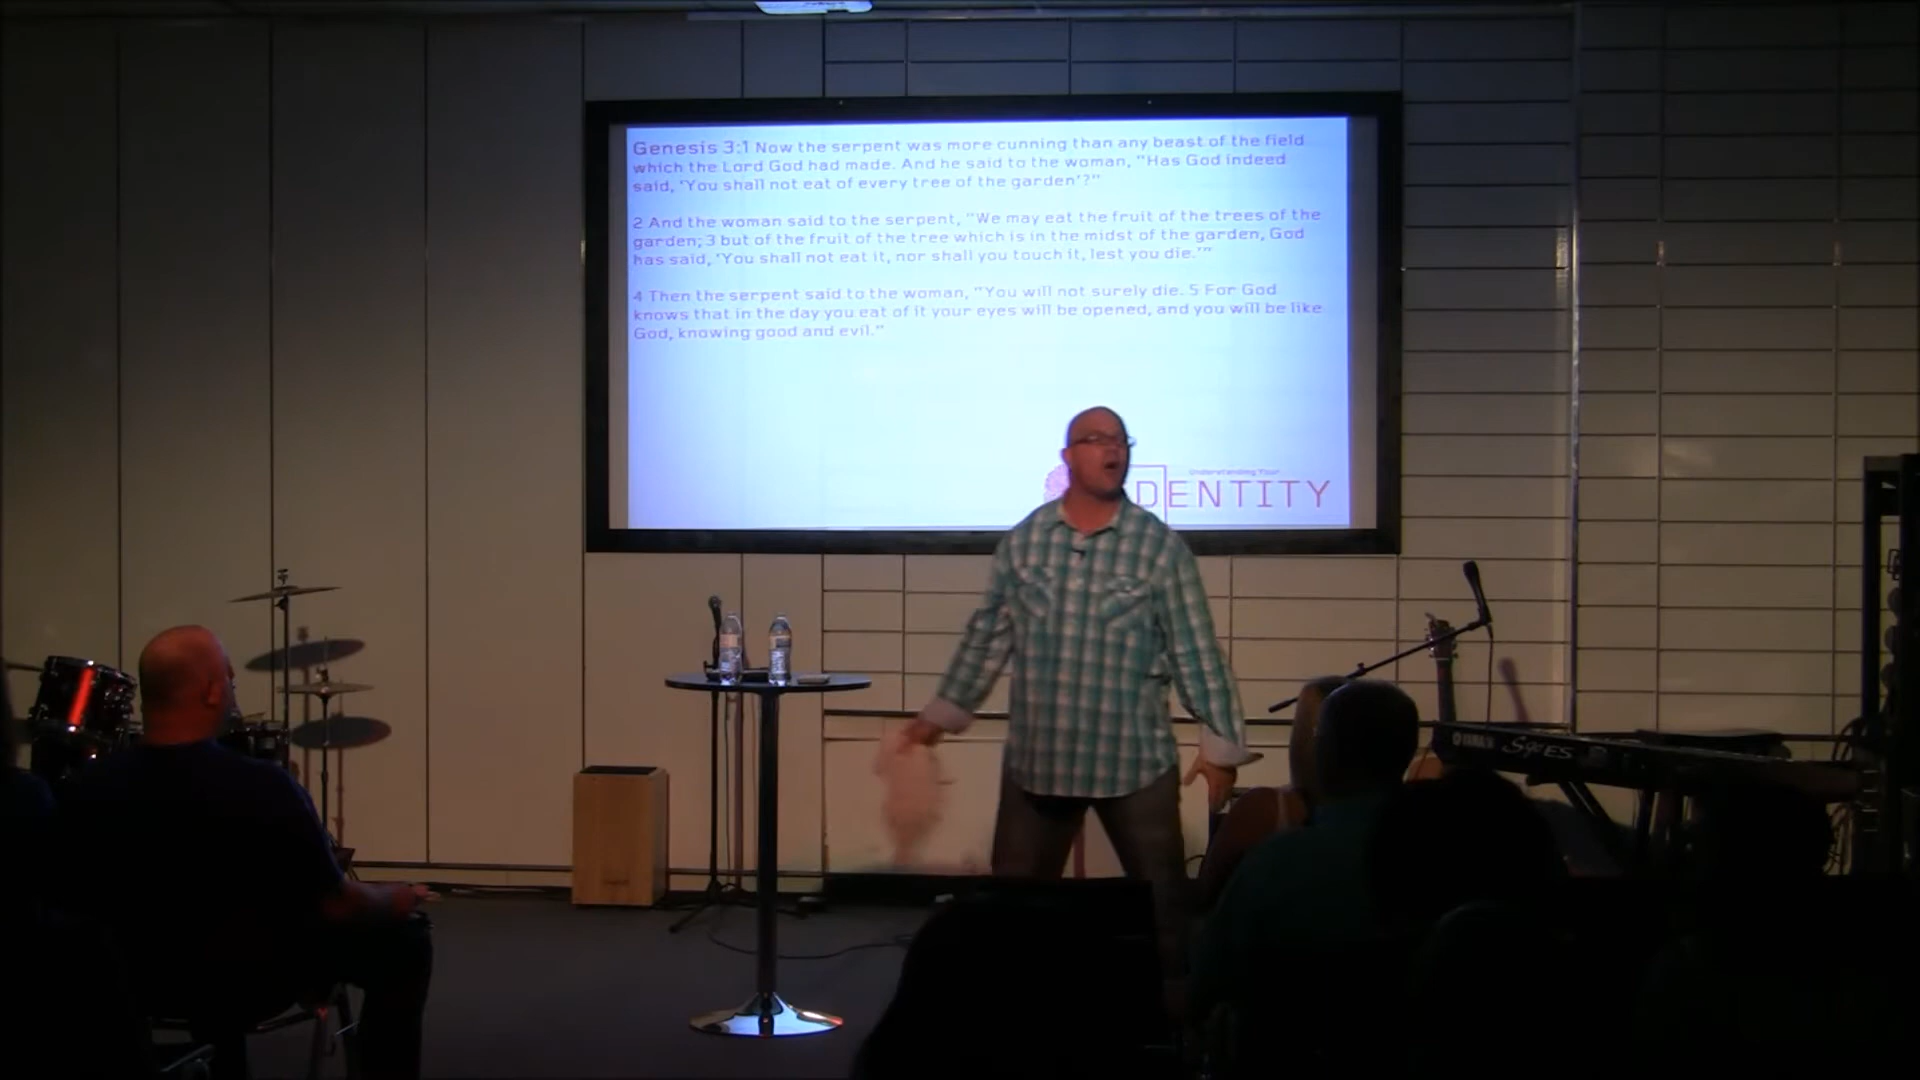 Genesis 3:1 Now the serpent was more cunning than any beast of the field
which the Lord God had made. And he said to the woman, "Has God indeed
said, 'You shall not eat of every tree of the garden'?"
2 And the woman said to the serpent, "We may eat the fruit of the trees of the
garden; 3 but of the fruit of the tree which is in the midst of the garden, God
has said, 'You shall not eat it, nor shall you touch it, lest you die.'"
4 Then the serpent said to the woman, "You will not surely die. 5 For God
knows that in the day you eat of it your eyes will be opened, and you will be like
God, knowing good and evil."
Understanding Your
DENTITY
YAMAHA S90ES